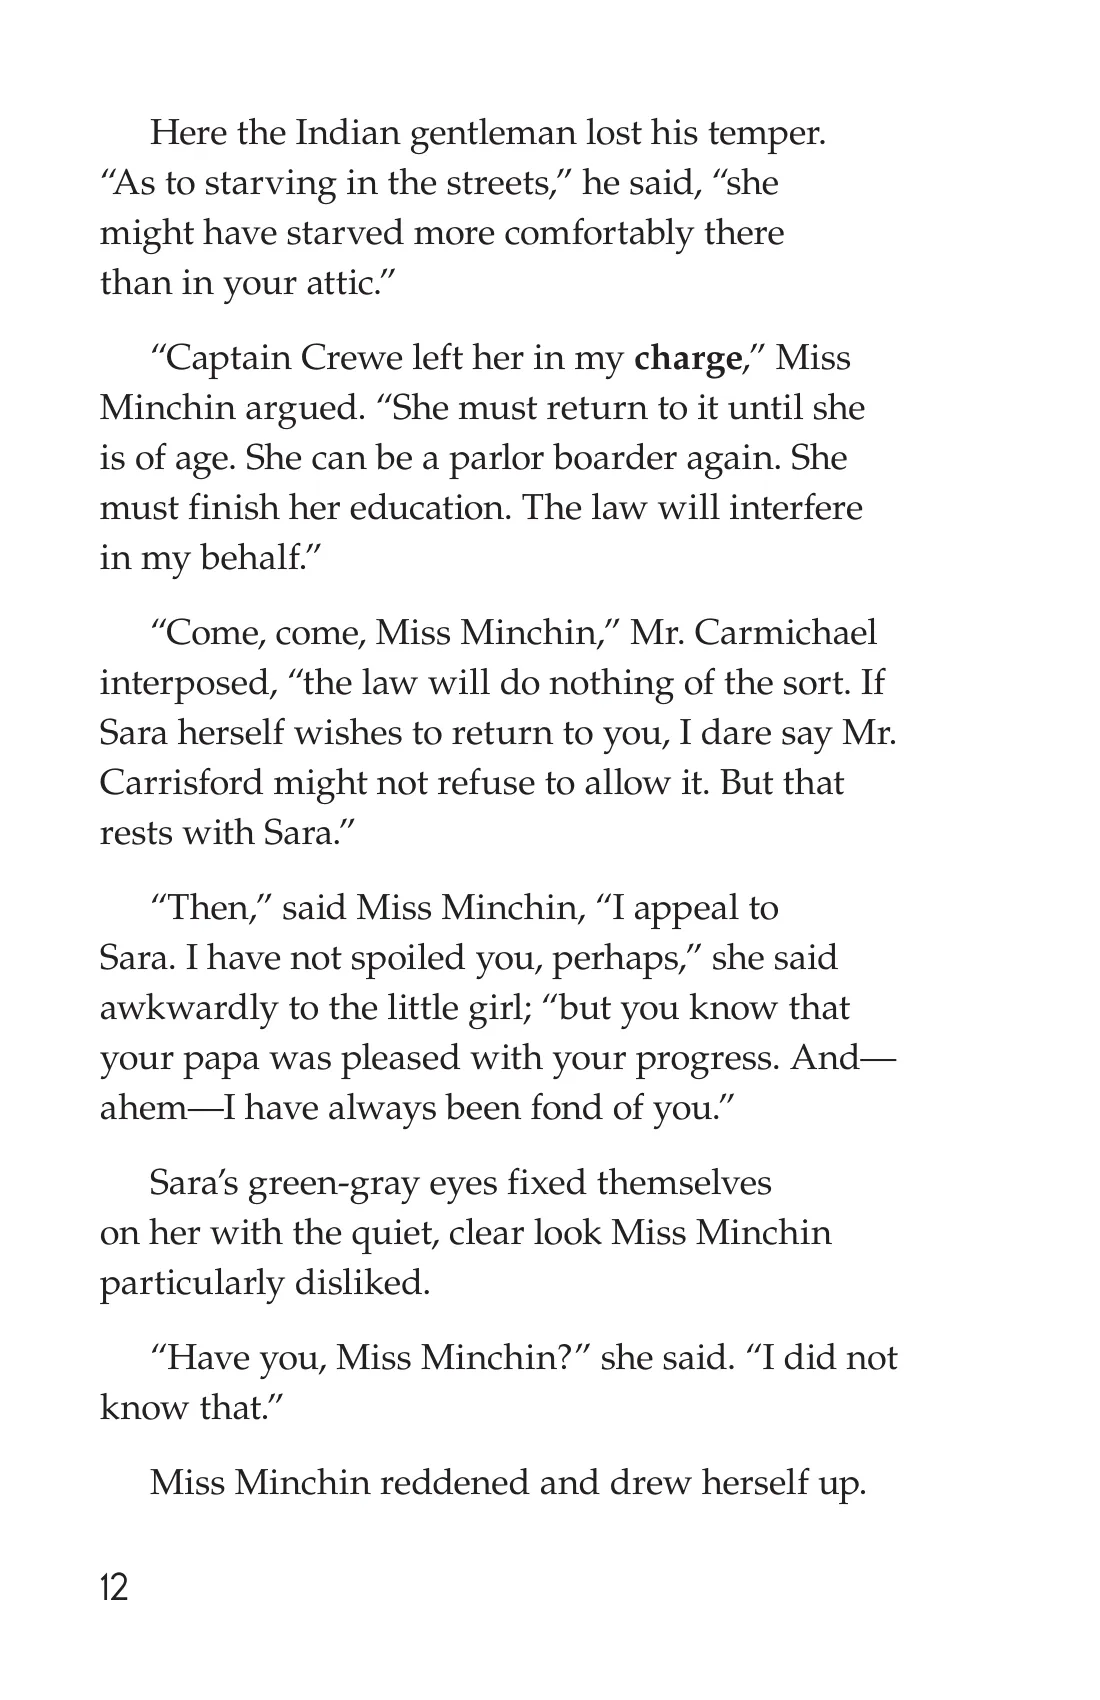 Here the Indian gentleman lost his temper.
“As to starving in the streets,” he said, “she
might have starved more comfortably there
than in your attic.”
“Captain Crewe left her in my charge,” Miss
Minchin argued. “She must return to it until she
is of age. She can be a parlor boarder again. She
must finish her education. The law will interfere
in my behalf.”
“Come, come, Miss Minchin,” Mr. Carmichael
interposed, “the law will do nothing of the sort. If
Sara herself wishes to return to you, I dare say Mr.
Carrisford might not refuse to allow it. But that
rests with Sara.”
“Then,” said Miss Minchin, “I appeal to
Sara. I have not spoiled you, perhaps,” she said
awkwardly to the little girl; “but you know that
your papa was pleased with your progress. And—
ahem—I have always been fond of you.”
Sara’s green-gray eyes fixed themselves
on her with the quiet, clear look Miss Minchin
particularly disliked.
“Have you, Miss Minchin?” she said. “I did not
know that.”
Miss Minchin reddened and drew herself up.
12